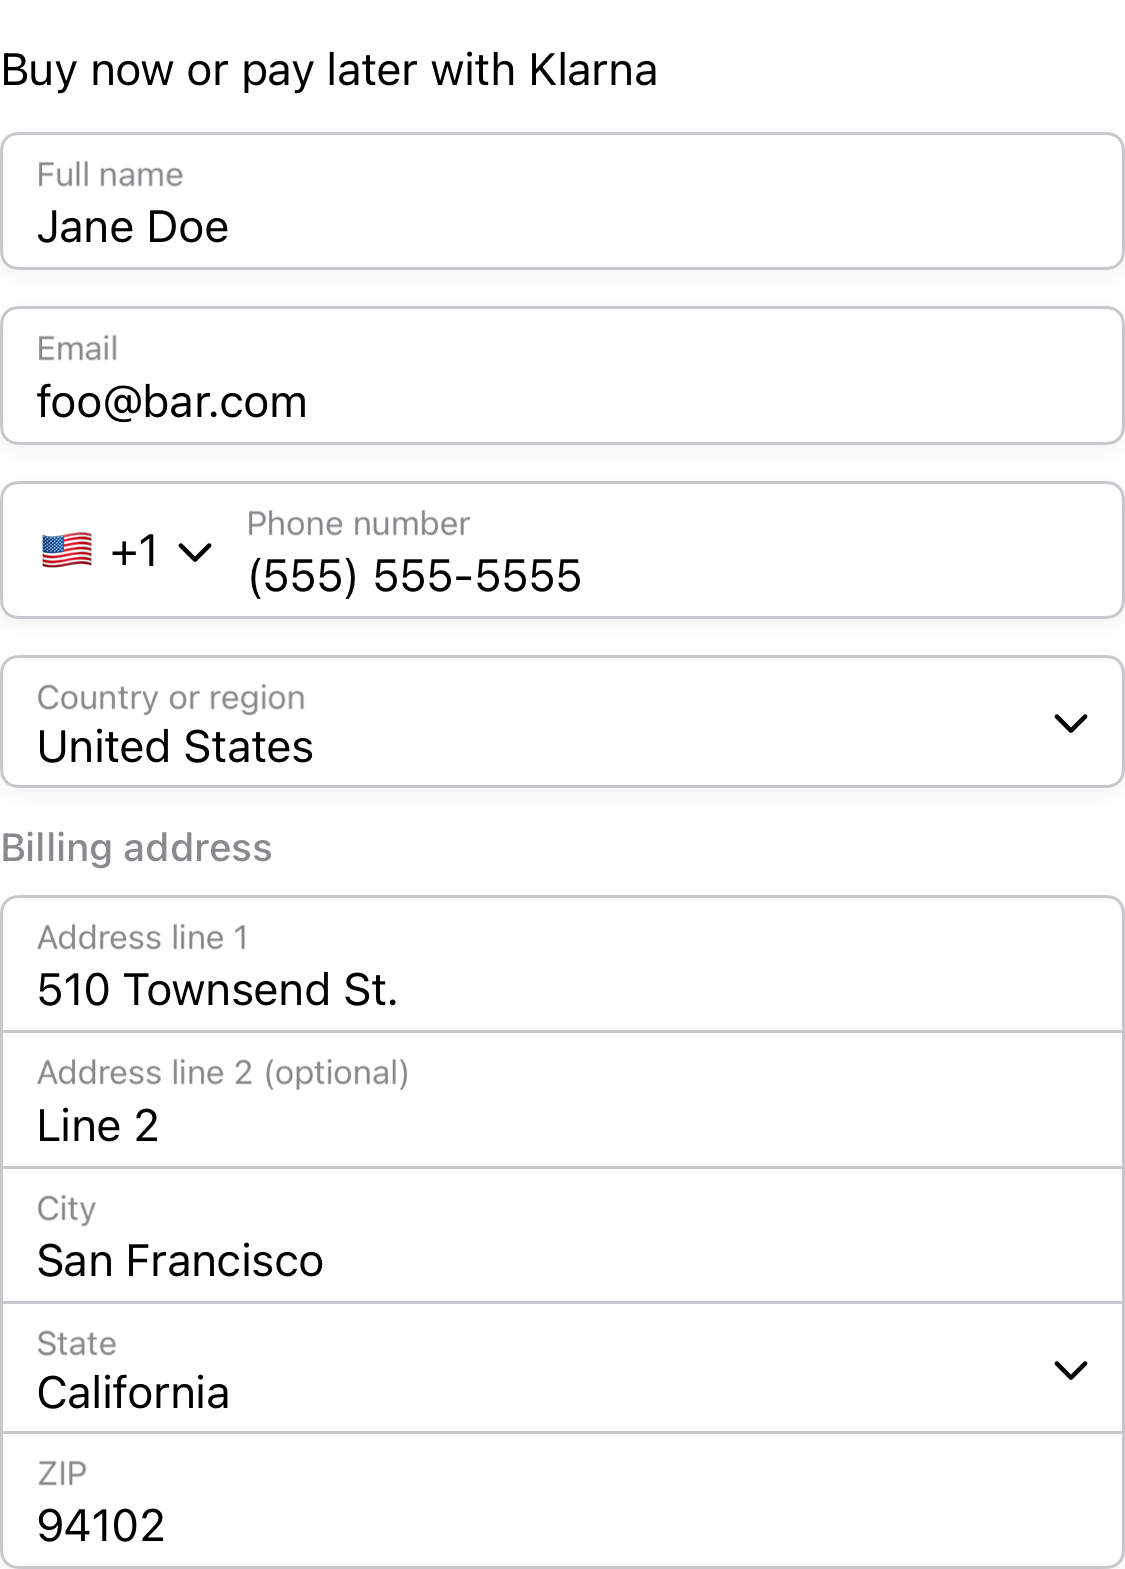 Buy now or pay later with Klarna
Full name
Jane Doe
Email
foo@bar.com
Phone number
+1 (555) 555-5555
Country or region
United States
Billing address
Address line 1
510 Townsend St.
Address line 2 (optional)
Line 2
City
San Francisco
State
California
ZIP
94102